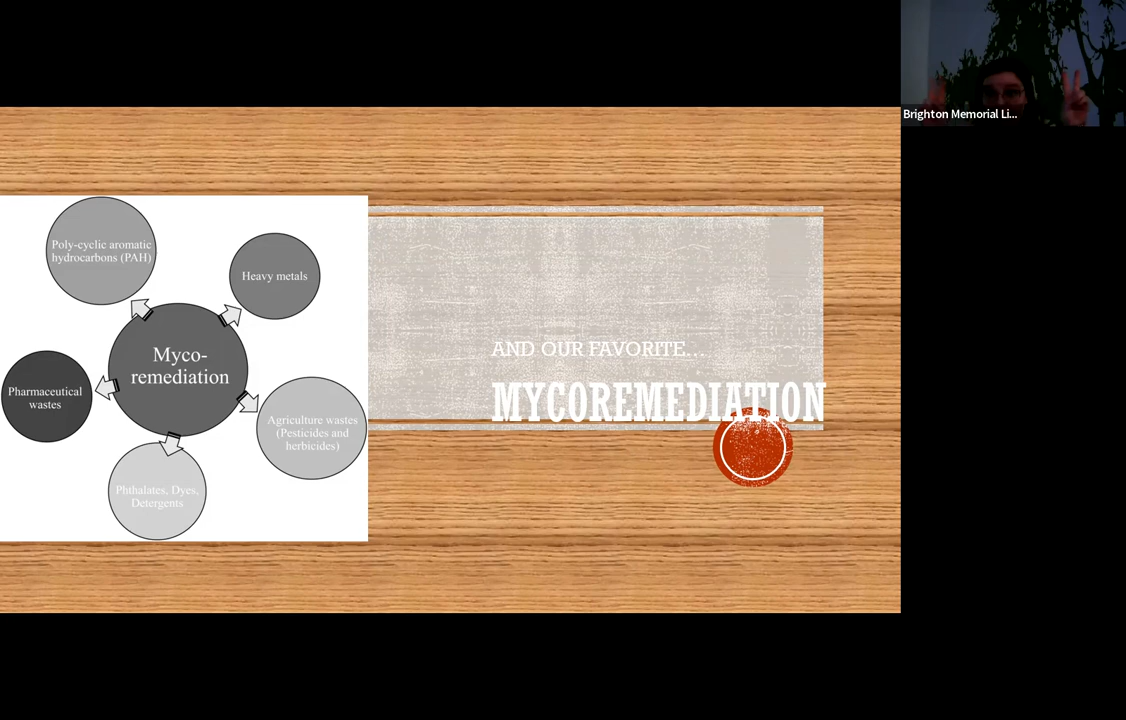 Brighton Memorial Li...
Poly-cyclic aromatic
hydrocarbons (PAH)
Heavy metals
Myco-
remediation
Pharmaceutical
wastes
Agriculture wastes
(Pesticides and
herbicides)
Phthalates, Dyes,
Detergents
AND OUR FAVORITE...
MYCOREMEDIATION